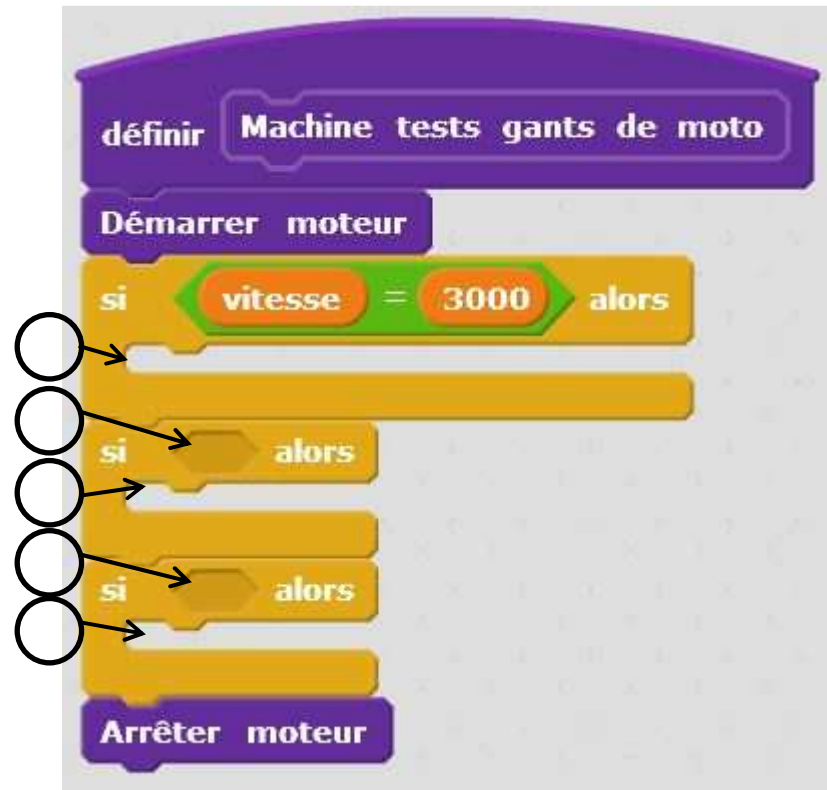 définir Machine tests gants de moto
Démarrer moteur
si vitesse = 3000 alors
si alors
si alors
Arrêter moteur